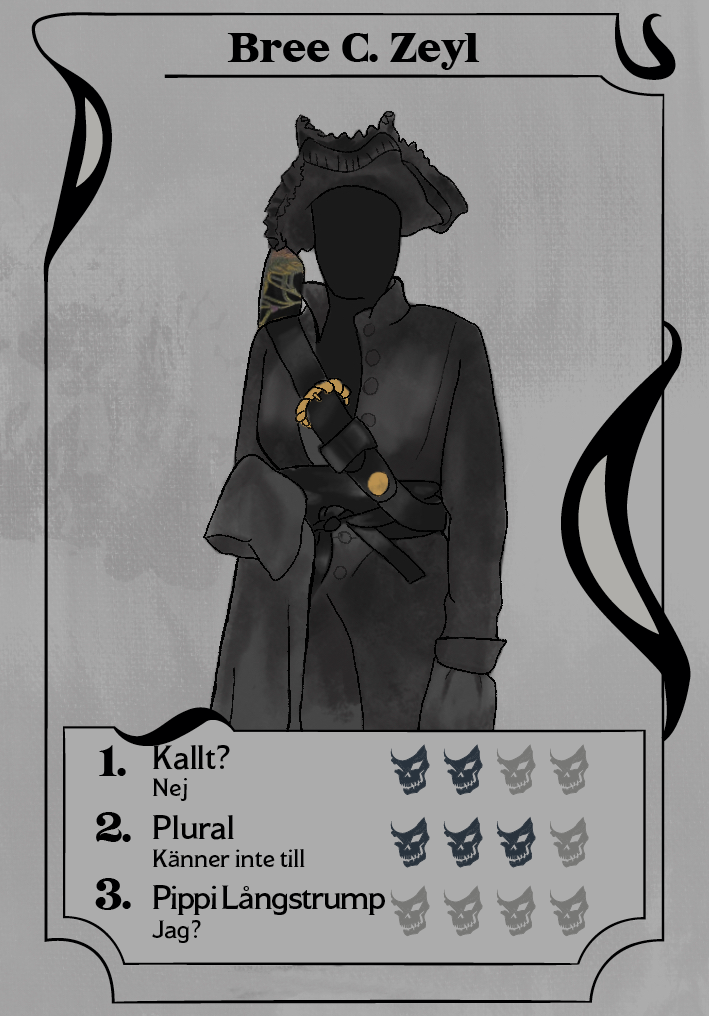 Bree C. Zeyl
1. Kallt?
Nej
2. Plural
Känner inte till
3. Pippi Långstrump
Jag?